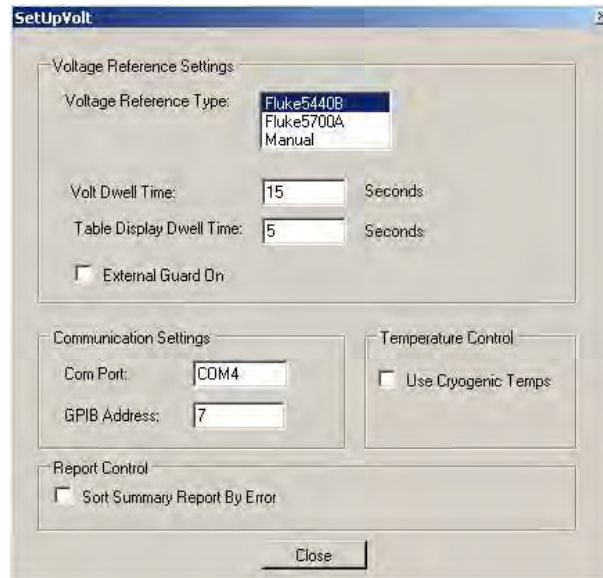 SetUpVolt
Voltage Reference Settings
Voltage Reference Type:
Fluke5440B
Fluke5700A
Manual
Volt Dwell Time: 15 Seconds
Table Display Dwell Time: 5 Seconds
External Guard On
Communication Settings
Com Port: COM4
GPIB Address: 7
Temperature Control
Use Cryogenic Temps
Report Control
Sort Summary Report By Error
Close